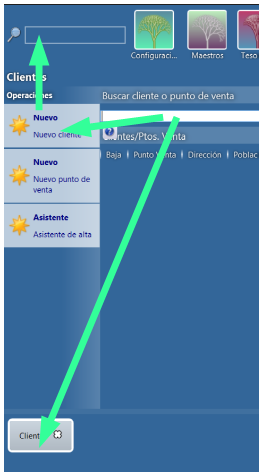 Configuraci...
Maestros
Teso
Clientes
Operaciones
Buscar cliente o punto de venta
Nuevo
Nuevo cliente
Clientes/Ptos. Venta
Baja
Punto Venta
Dirección
Poblac
Nuevo
Nuevo punto de
venta
Asistente
Asistente de alta
Client